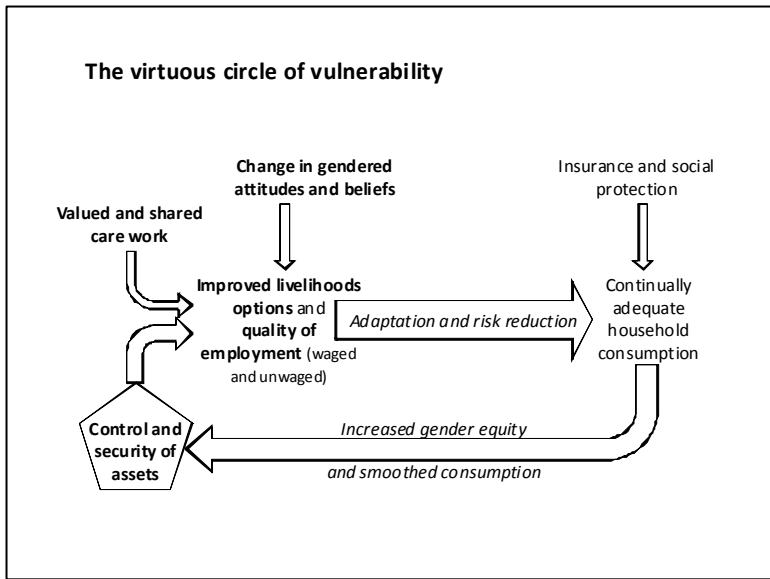 The virtuous circle of vulnerability
Change in gendered
attitudes and beliefs
Insurance and social
protection
Valued and shared
care work
Improved livelihoods
options and
quality of
employment (waged
and unwaged)
Adaptation and risk reduction
Continually
adequate
household
consumption
Control and
security of
assets
Increased gender equity
and smoothed consumption